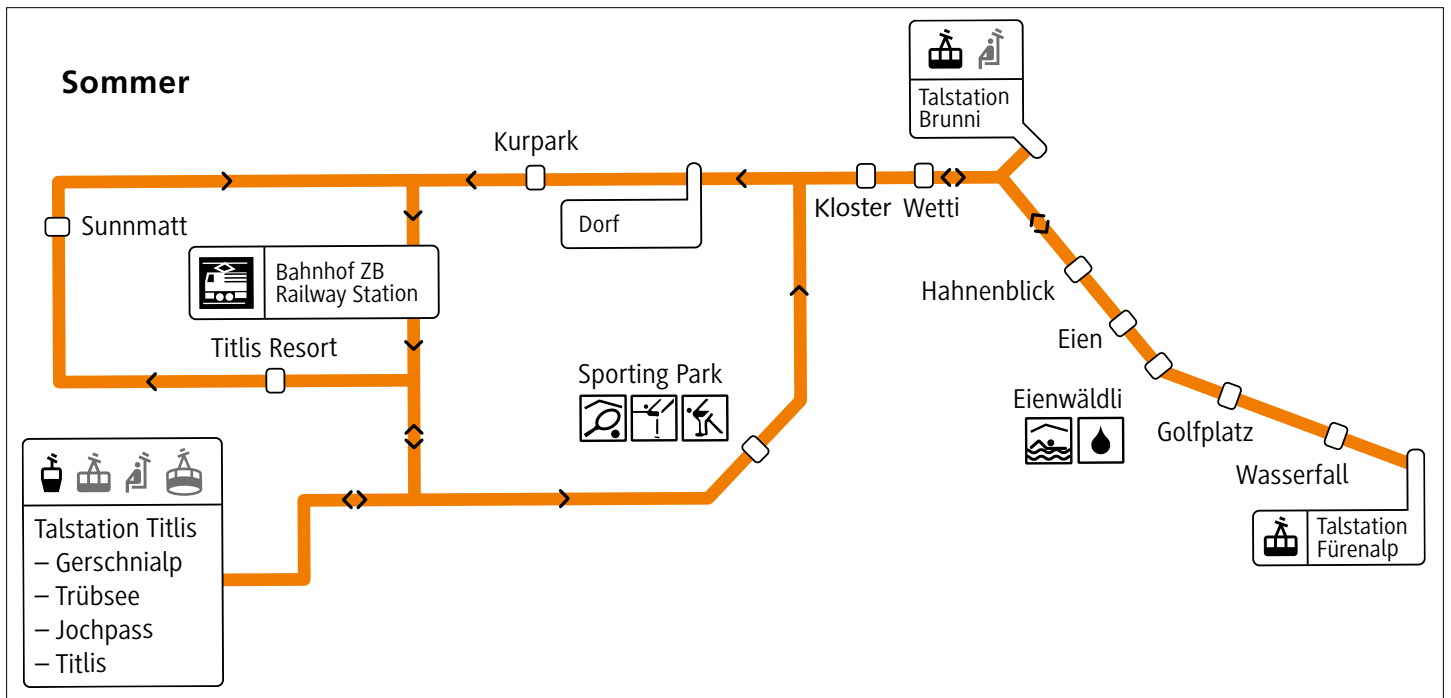 Sommer
Talstation
Brunni
Kurpark
Kloster
Wetti
Dorf
Sunnmatt
Bahnhof ZB
Railway Station
Hahnenblick
Eien
Titlis Resort
Sporting Park
Eienwäldli
Golfplatz
Wasserfall
Talstation Titlis
– Gerschnialp
– Trübsee
– Jochpass
– Titlis
Talstation
Fürenalp